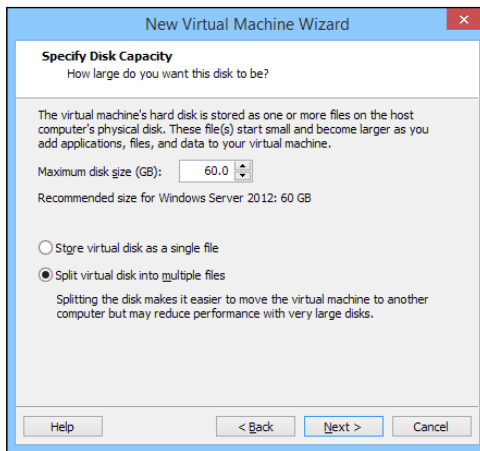 New Virtual Machine Wizard
x
Specify Disk Capacity
How large do you want this disk to be?
The virtual machine's hard disk is stored as one or more files on the host
computer's physical disk. These file(s) start small and become larger as you
add applications, files, and data to your virtual machine.
Maximum disk size (GB): 60.0
Recommended size for Windows Server 2012: 60 GB
Store virtual disk as a single file
Split virtual disk into multiple files
Splitting the disk makes it easier to move the virtual machine to another
computer but may reduce performance with very large disks.
Help < Back Next > Cancel